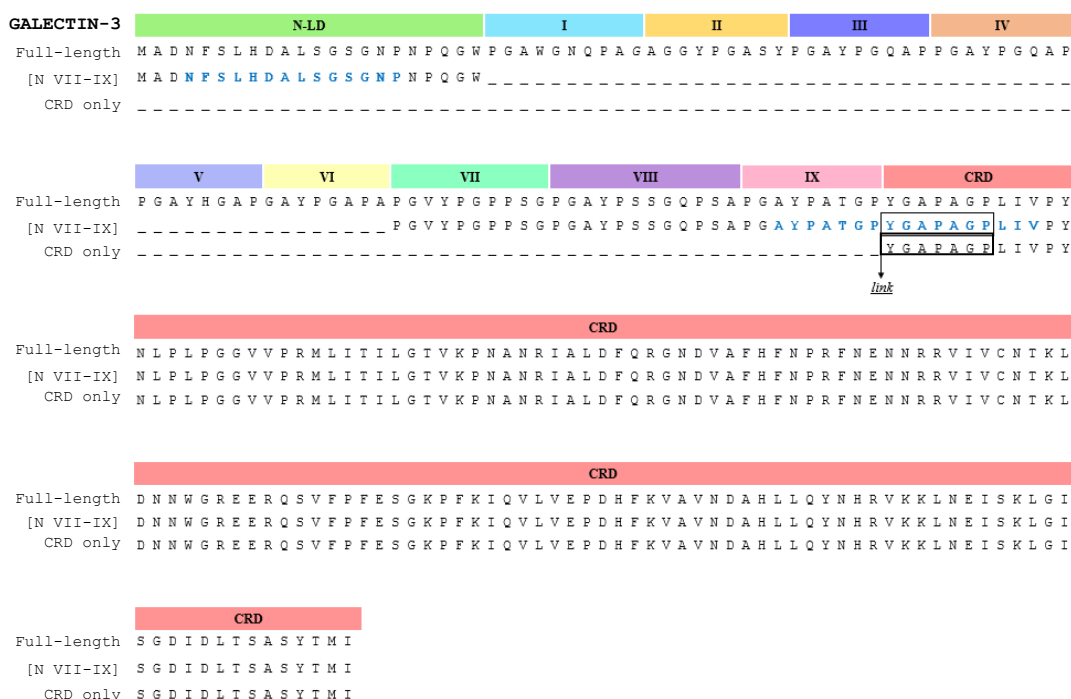 GALECTIN-3
N-LD I II III IV
Full-length M A D N F S L H D A L S G S G N P N P Q G W P G A W G N Q P A G A G G Y P G A S Y P G A Y P G Q A P P G A Y P G Q A P
[N VII-IX] M A D N F S L H D A L S G S G N P N P Q G W _ _ _ _ _ _ _ _ _ _ _ _ _ _ _ _ _ _ _ _ _ _ _ _ _ _ _ _ _ _ _ _ _ _ _ _ _
CRD only _ _ _ _ _ _ _ _ _ _ _ _ _ _ _ _ _ _ _ _ _ _ _ _ _ _ _ _ _ _ _ _ _ _ _ _ _ _ _ _ _ _ _ _ _ _ _ _ _ _ _ _ _ _ _ _ _ _ _
V VI VII VIII IX CRD
Full-length P G A Y H G A P G A Y P G A P A P G V Y P G P P S G P G A Y P S S G Q P S A P G A Y P A T G P Y G A P A G P L I V P Y
[N VII-IX] _ _ _ _ _ _ _ _ _ _ _ _ _ _ _ _ P G V Y P G P P S G P G A Y P S S G Q P S A P G A Y P A T G P Y G A P A G P L I V P Y
CRD only _ _ _ _ _ _ _ _ _ _ _ _ _ _ _ _ _ _ _ _ _ _ _ _ _ _ _ _ _ _ _ _ _ _ _ _ _ _ _ _ _ _ _ _ _ _ _ Y G A P A G P L I V P Y
link
CRD
Full-length N L P L P G G V V P R M L I T I L G T V K P N A N R I A L D F Q R G N D V A F H F N P R F N E N N R R V I V C N T K L
[N VII-IX] N L P L P G G V V P R M L I T I L G T V K P N A N R I A L D F Q R G N D V A F H F N P R F N E N N R R V I V C N T K L
CRD only N L P L P G G V V P R M L I T I L G T V K P N A N R I A L D F Q R G N D V A F H F N P R F N E N N R R V I V C N T K L
CRD
Full-length D N N W G R E E R Q S V F P F E S G K P F K I Q V L V E P D H F K V A V N D A H L L Q Y N H R V K K L N E I S K L G I
[N VII-IX] D N N W G R E E R Q S V F P F E S G K P F K I Q V L V E P D H F K V A V N D A H L L Q Y N H R V K K L N E I S K L G I
CRD only D N N W G R E E R Q S V F P F E S G K P F K I Q V L V E P D H F K V A V N D A H L L Q Y N H R V K K L N E I S K L G I
CRD
Full-length S G D I D L T S A S Y T M I
[N VII-IX] S G D I D L T S A S Y T M I
CRD only S G D I D L T S A S Y T M I